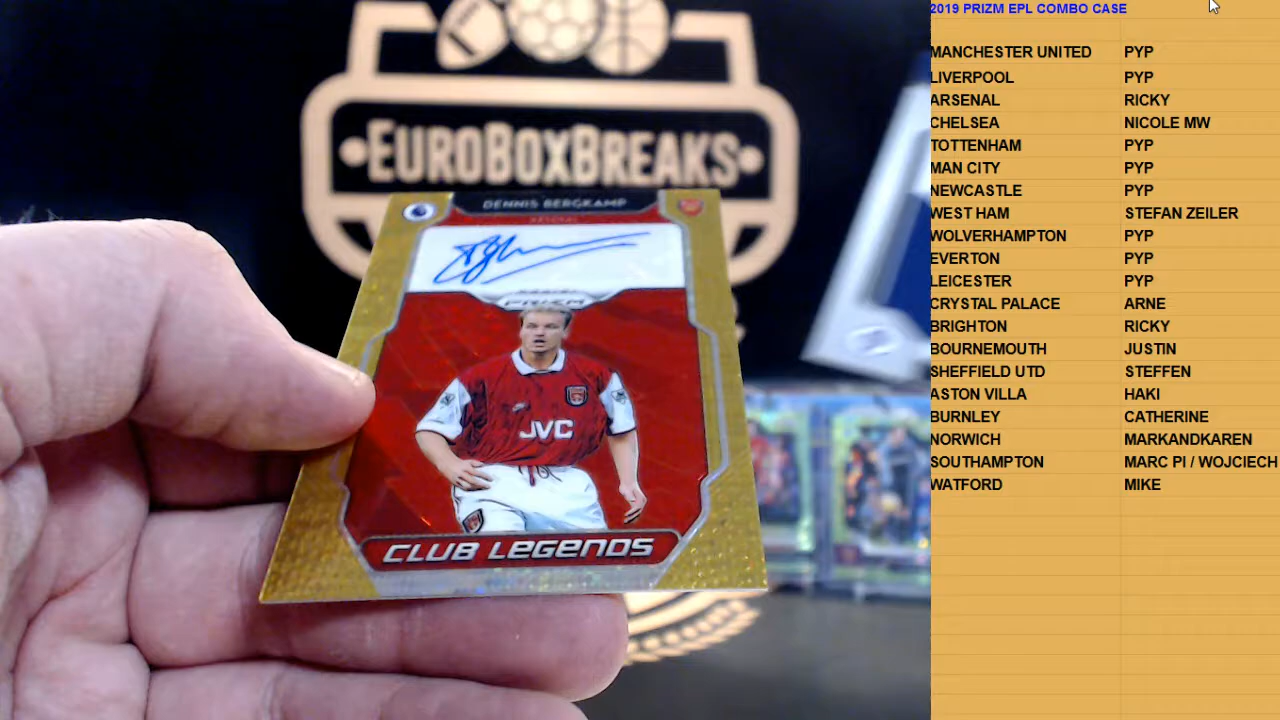 EUROBOXBREAKS
DENNIS BERGKAMP
ARSENAL
PRIZM
JVC
CLUB LEGENDS
2019 PRIZM EPL COMBO CASE
MANCHESTER UNITED PYP
LIVERPOOL PYP
ARSENAL RICKY
CHELSEA NICOLE MW
TOTTENHAM PYP
MAN CITY PYP
NEWCASTLE PYP
WEST HAM STEFAN ZEILER
WOLVERHAMPTON PYP
EVERTON PYP
LEICESTER PYP
CRYSTAL PALACE ARNE
BRIGHTON RICKY
BOURNEMOUTH JUSTIN
SHEFFIELD UTD STEFFEN
ASTON VILLA HAKI
BURNLEY CATHERINE
NORWICH MARKANDKAREN
SOUTHAMPTON MARC PI / WOJCIECH
WATFORD MIKE